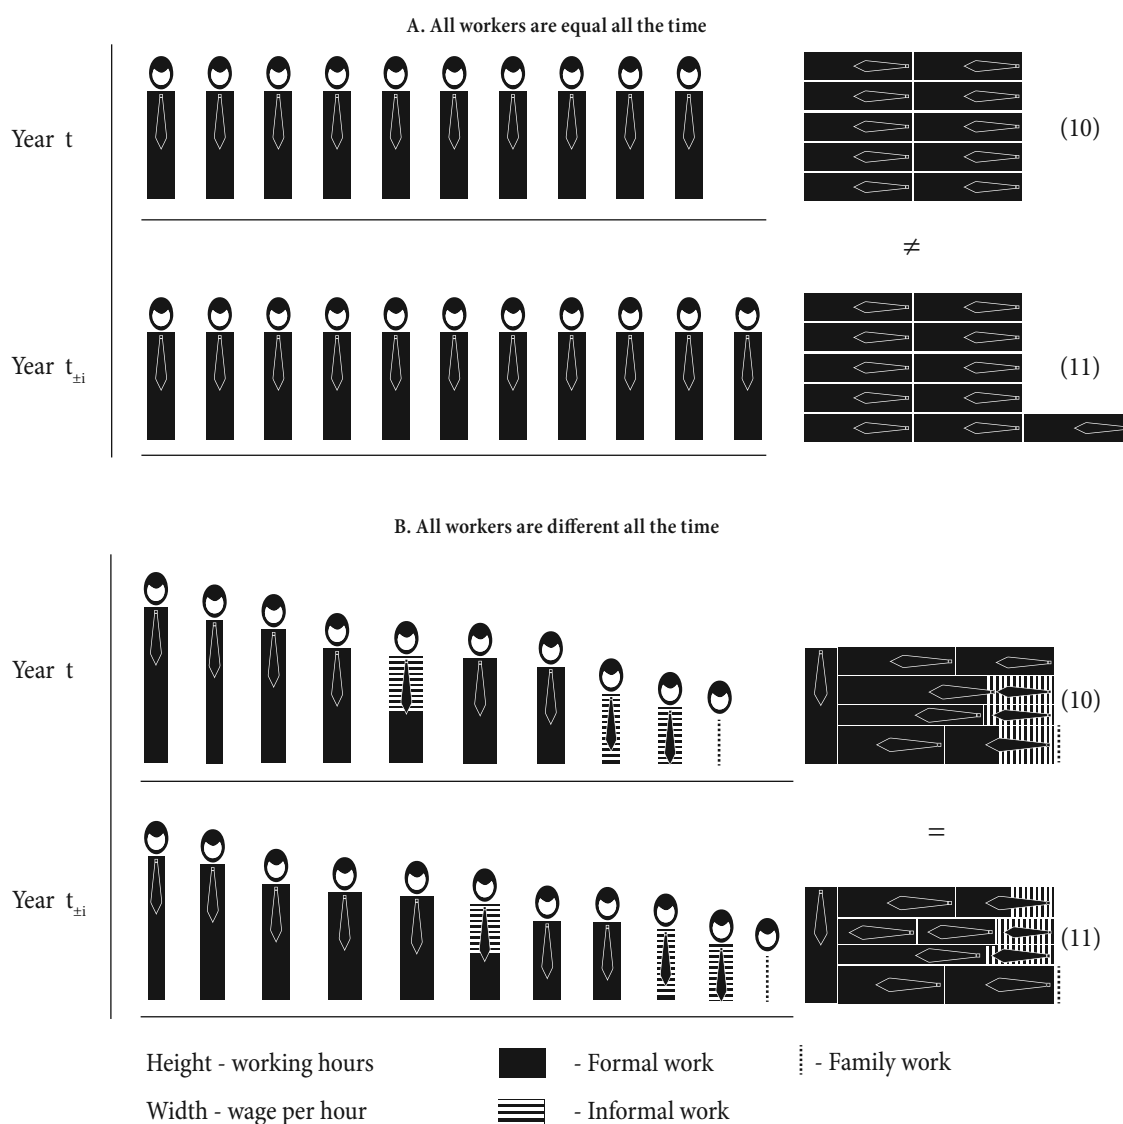 A. All workers are equal all the time
Year t
(10)
≠
Year t±i
(11)
B. All workers are different all the time
Year t
(10)
=
Year t±i
(11)
Height - working hours
- Formal work
- Family work
Width - wage per hour
- Informal work